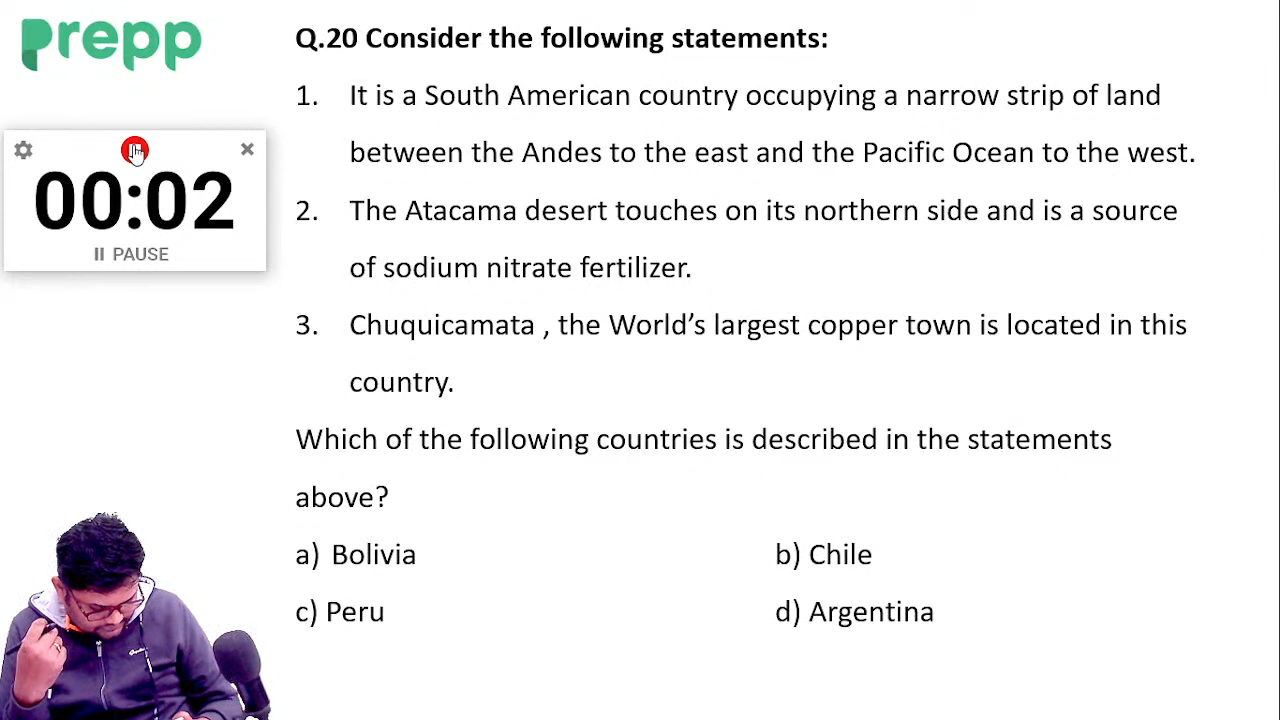 prepp
Q.20 Consider the following statements:
1. It is a South American country occupying a narrow strip of land
between the Andes to the east and the Pacific Ocean to the west.
2. The Atacama desert touches on its northern side and is a source
of sodium nitrate fertilizer.
3. Chuquicamata , the World’s largest copper town is located in this
country.
Which of the following countries is described in the statements
above?
a) Bolivia
b) Chile
c) Peru
d) Argentina
00:02
PAUSE